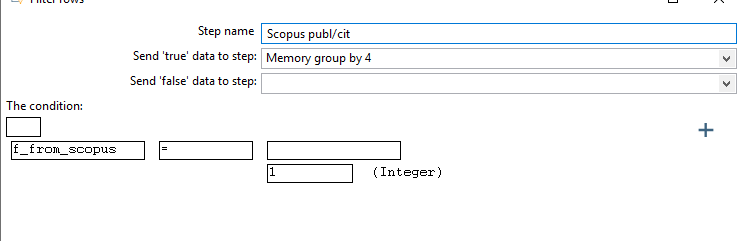 Filter rows
Step name Scopus publ/cit
Send 'true' data to step: Memory group by 4
Send 'false' data to step:
The condition:
f_from_scopus =
1 (Integer)